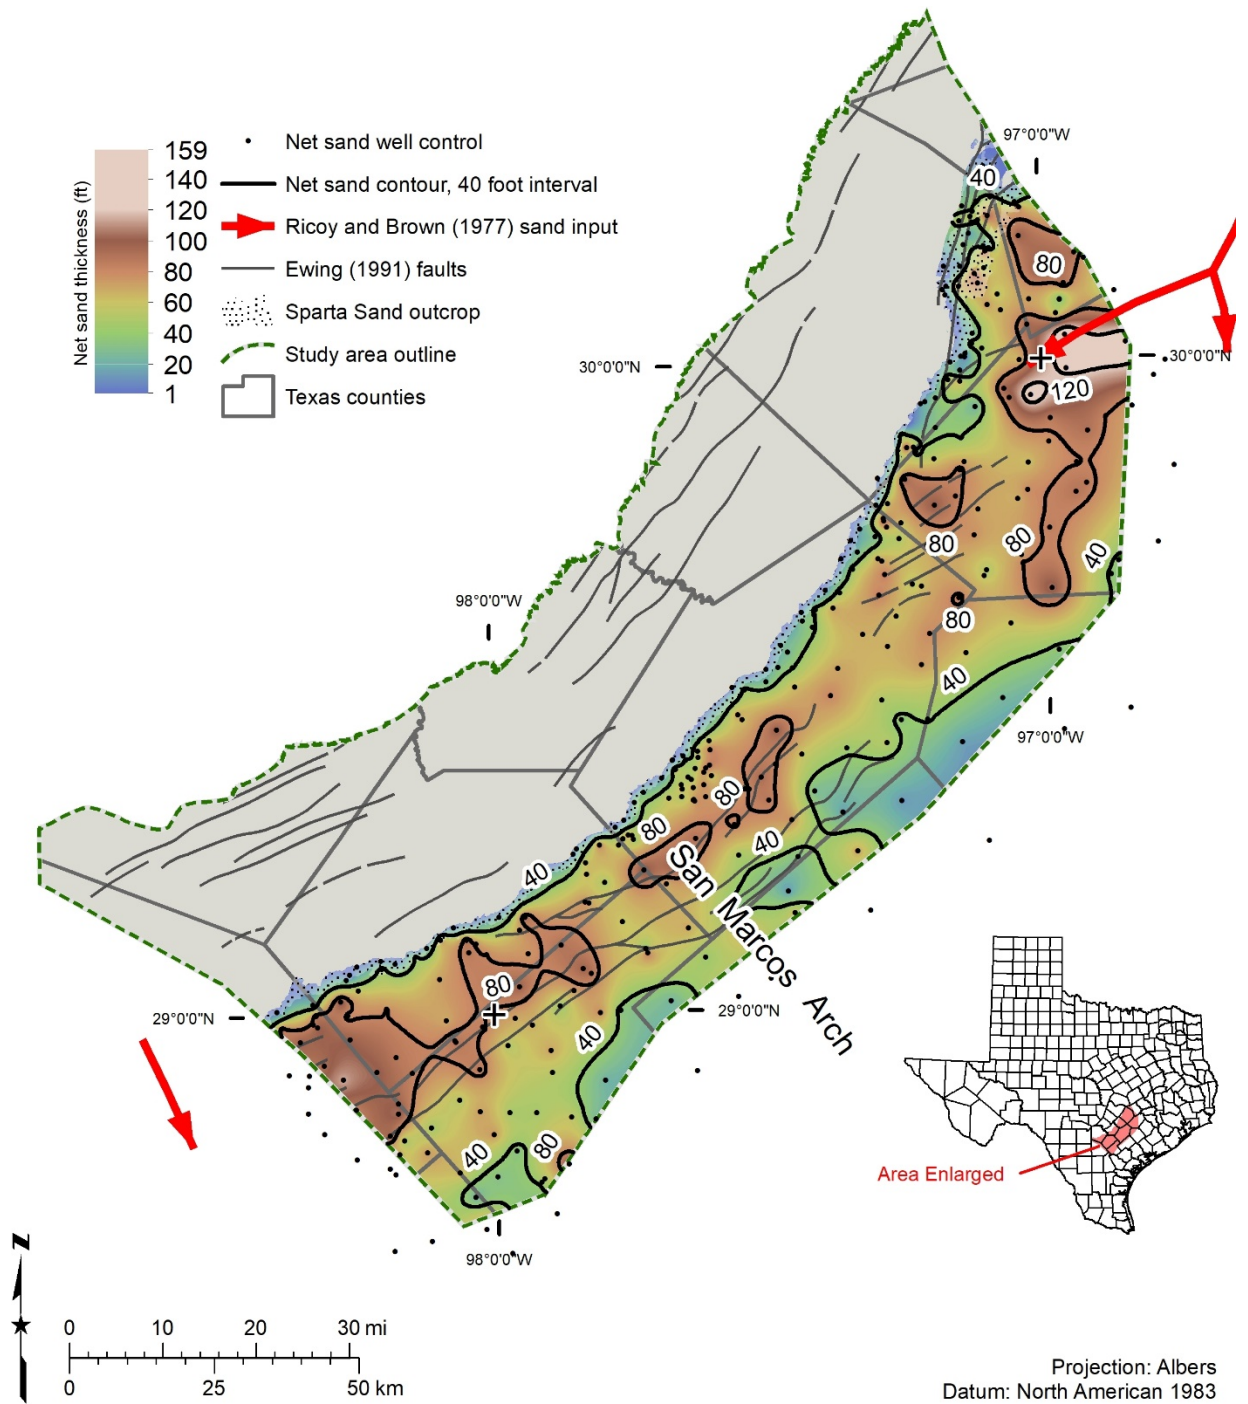 Net sand thickness (ft)
159
140
120
100
80
60
40
20
1
Net sand well control
Net sand contour, 40 foot interval
Ricoy and Brown (1977) sand input
Ewing (1991) faults
Sparta Sand outcrop
Study area outline
Texas counties
97°0'0"W
40
80
30°0'0"N
30°0'0"N
120
80
80
40
98°0'0"W
80
40
97°0'0"W
80
80
40
40
San Marcos Arch
80
29°0'0"N
29°0'0"N
40
40
80
98°0'0"W
Area Enlarged
N
0 10 20 30 mi
0 25 50 km
Projection: Albers
Datum: North American 1983